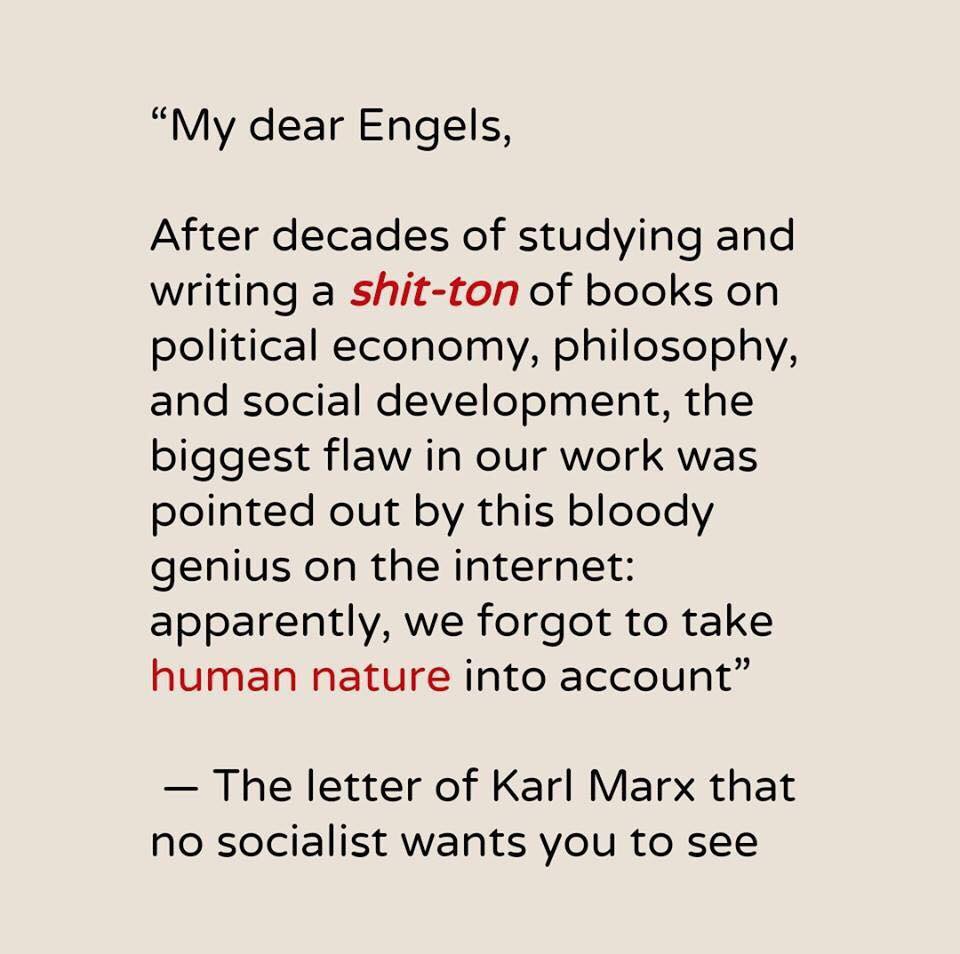 “My dear Engels,
After decades of studying and
writing a shit-ton of books on
political economy, philosophy,
and social development, the
biggest flaw in our work was
pointed out by this bloody
genius on the internet:
apparently, we forgot to take
human nature into account”
— The letter of Karl Marx that
no socialist wants you to see